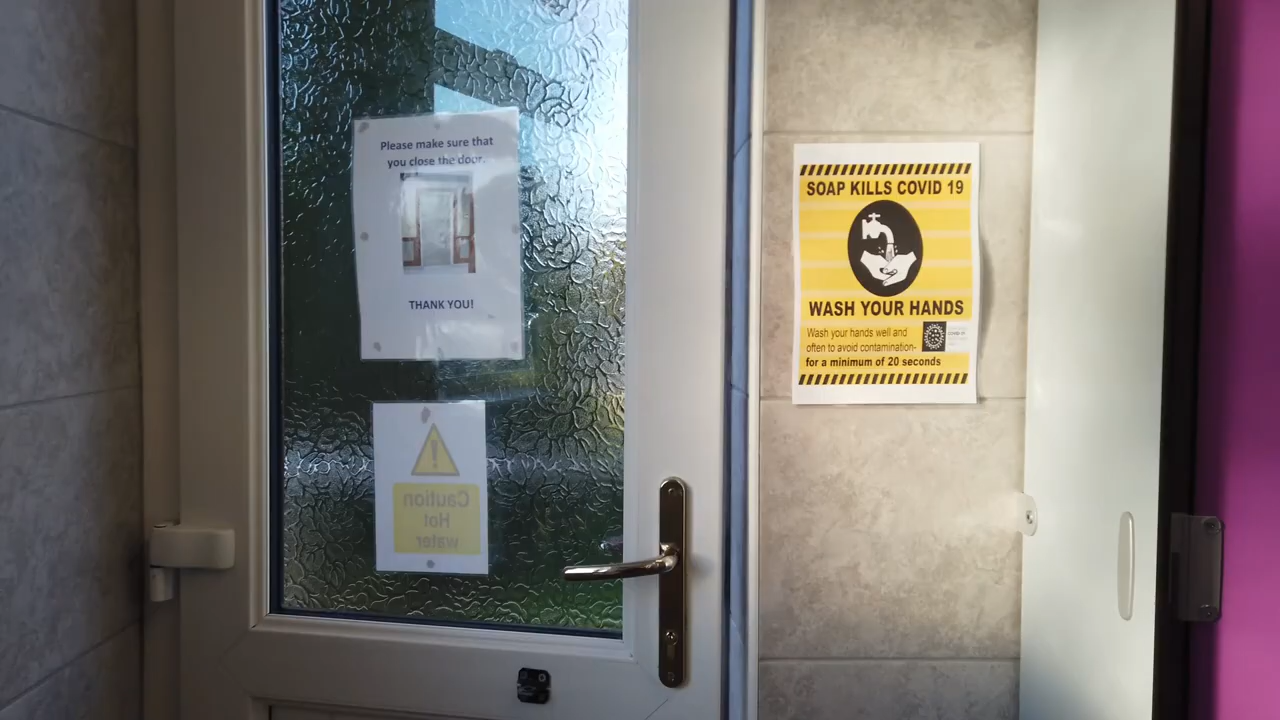 Please make sure that
you close the door.
THANK YOU!
Caution
Hot
water
SOAP KILLS COVID 19
WASH YOUR HANDS
Wash your hands well and
often to avoid contamination-
for a minimum of 20 seconds